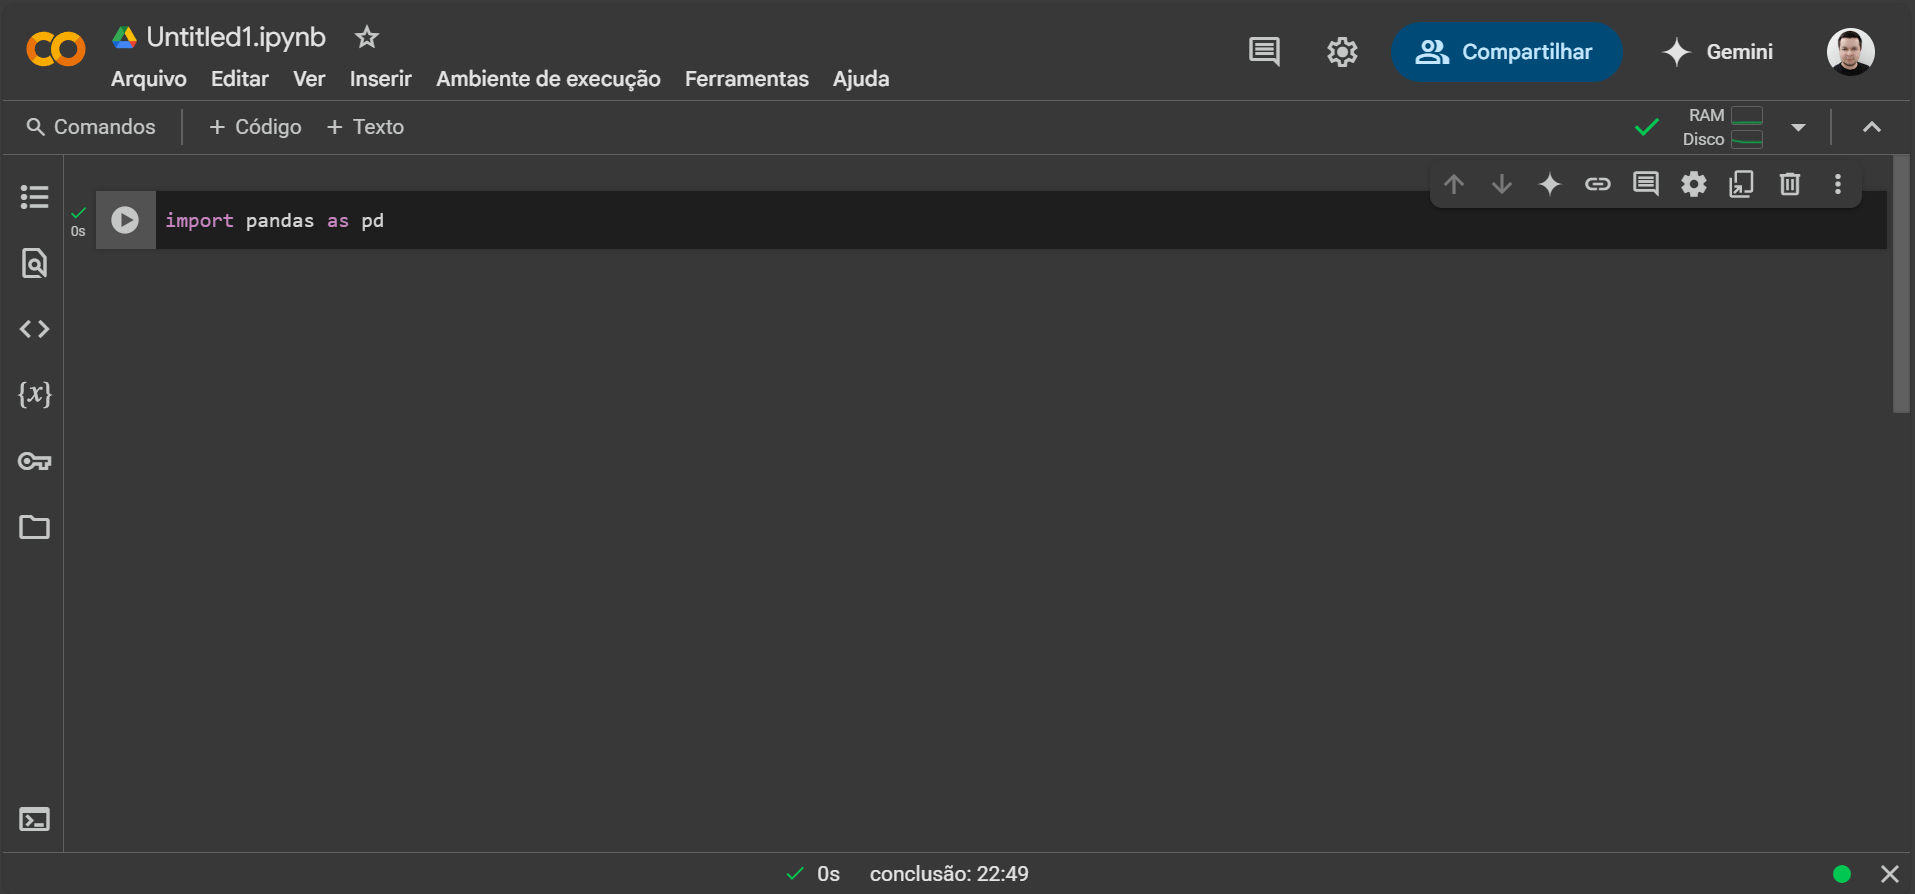 Untitled1.ipynb
Arquivo Editar Ver Inserir Ambiente de execução Ferramentas Ajuda
Compartilhar
Gemini
Comandos + Código + Texto
RAM
Disco
0s
import pandas as pd
{x}
0s conclusão: 22:49